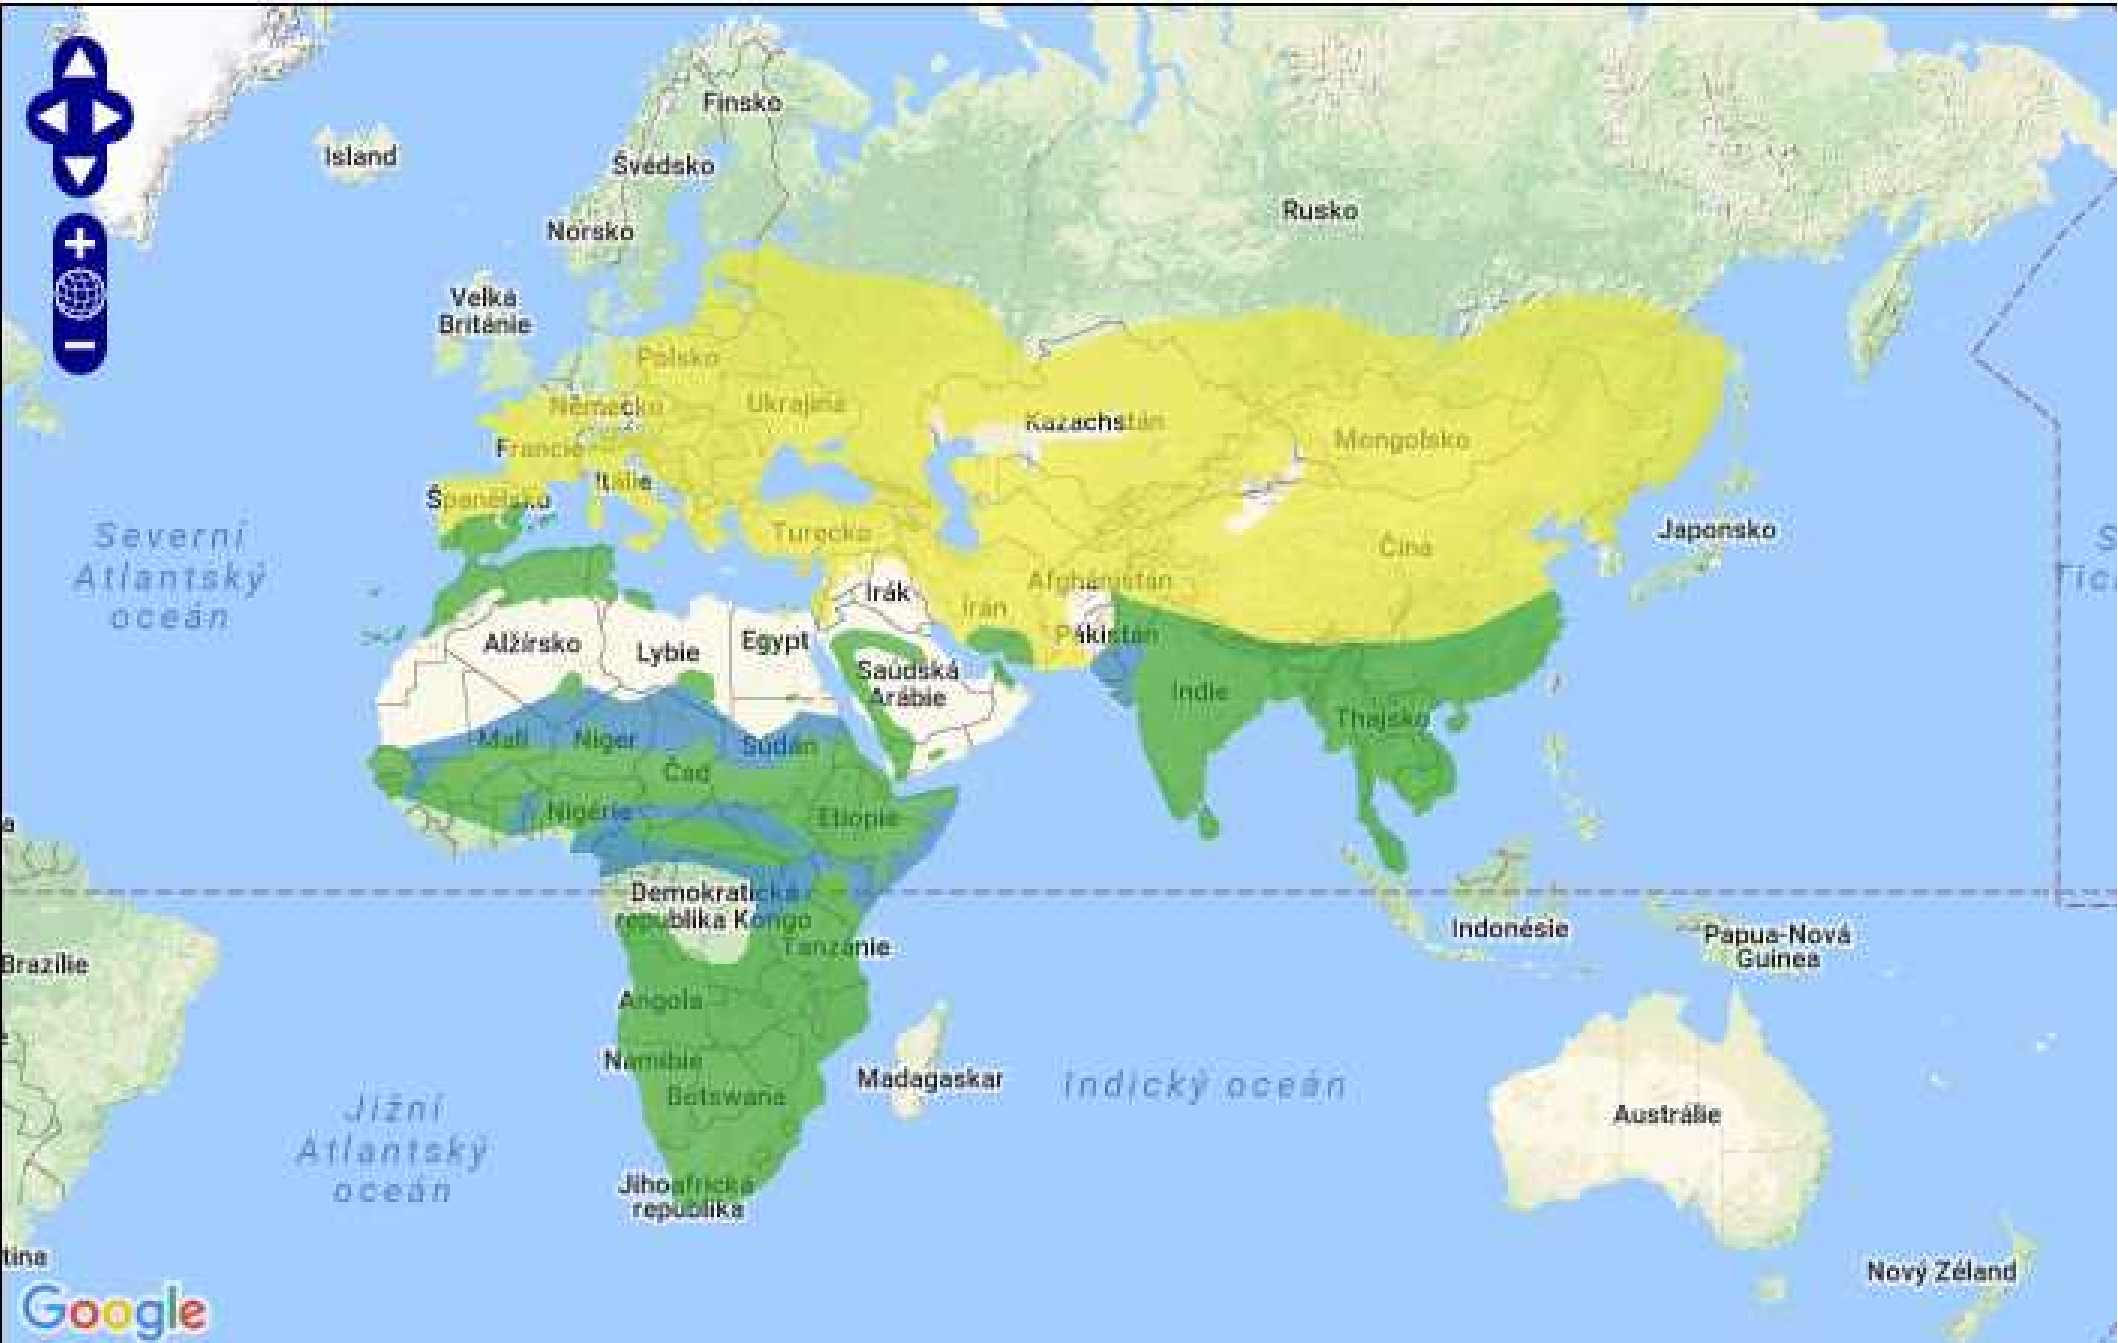 Finsko
Island
Švédsko
Rusko
Norsko
Velká
Británie
Polsko
Německo
Ukrajina
Kazachstán
Mongolsko
Francie
Itálie
Španělsko
Severní
Atlantský
oceán
Turecko
Čína
Japonsko
Afghánistán
Irák
Írán
Pákistán
Alžírsko
Lybie
Egypt
Saúdská
Arábie
Indie
Thajsko
Mali
Niger
Súdán
Čad
Nigérie
Etiopie
Demokratická
republika Kongo
Tanzánie
Indonésie
Papua-Nová
Guinea
Brazílie
Angola
Namibie
Botswana
Madagaskar
Indický oceán
Austrálie
Jižní
Atlantský
oceán
Jihoafrická
republika
tina
Nový Zéland
Google